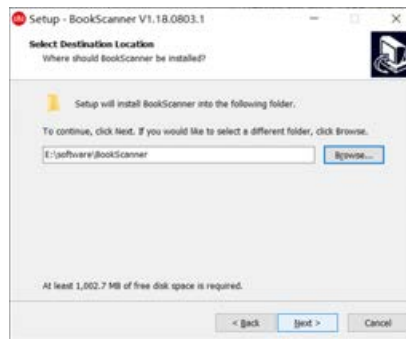 Setup - BookScanner V1.18.0803.1
Select Destination Location
Where should BookScanner be installed?
Setup will install BookScanner into the following folder.
To continue, click Next. If you would like to select a different folder, click Browse.
E:\software\BookScanner
Browse...
At least 1,002.7 MB of free disk space is required.
< Back
Next >
Cancel